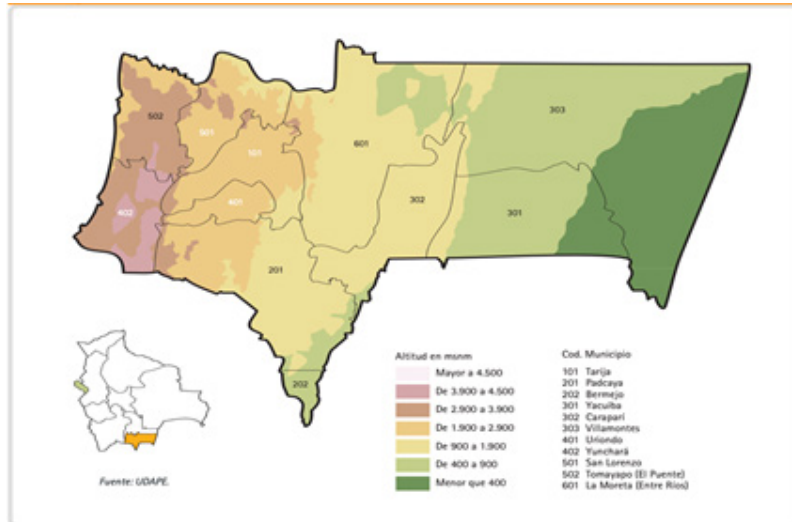 502
501
101
402
401
601
303
302
301
201
202
Fuente: UDAPE.
Altitud en msnm
Mayor a 4.500
De 3.900 a 4.500
De 2.900 a 3.900
De 1.900 a 2.900
De 900 a 1.900
De 400 a 900
Menor que 400
Cod. Municipio
101 Tarija
201 Padcaya
202 Bermejo
301 Yacuiba
302 Caraparí
303 Villamontes
401 Uriondo
402 Yunchará
501 San Lorenzo
502 Tomayapo (El Puente)
601 La Moreta (Entre Ríos)